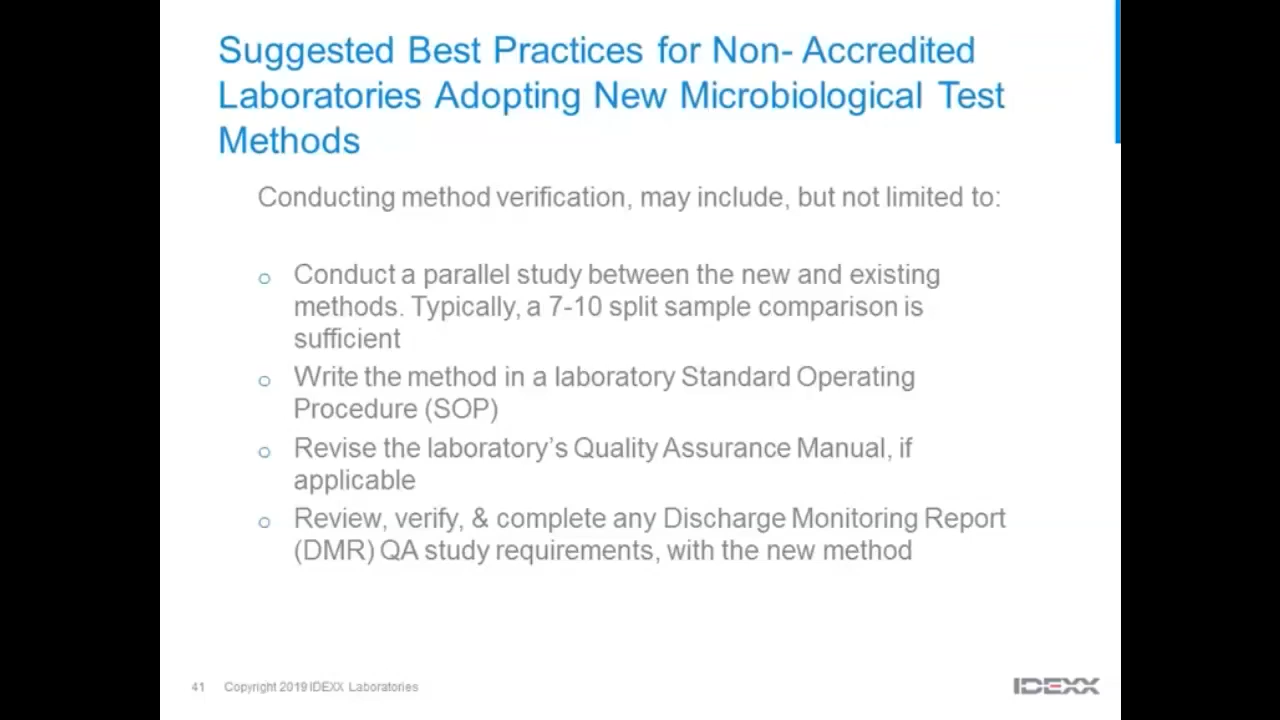 Suggested Best Practices for Non- Accredited
Laboratories Adopting New Microbiological Test
Methods
Conducting method verification, may include, but not limited to:
o Conduct a parallel study between the new and existing
methods. Typically, a 7-10 split sample comparison is
sufficient
o Write the method in a laboratory Standard Operating
Procedure (SOP)
o Revise the laboratory’s Quality Assurance Manual, if
applicable
o Review, verify, & complete any Discharge Monitoring Report
(DMR) QA study requirements, with the new method
41 Copyright 2019 IDEXX Laboratories
IDEXX